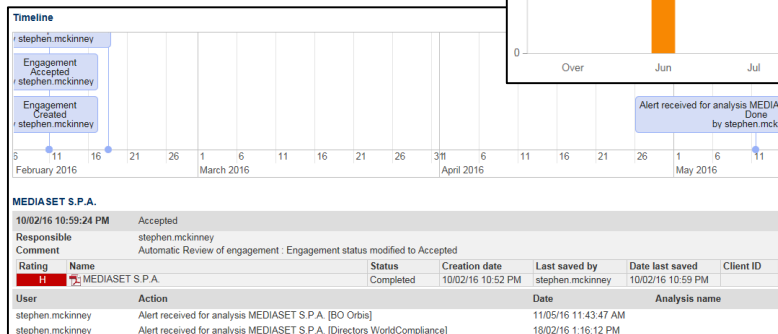 Timeline
stephen.mckinney
Engagement
Accepted
stephen.mckinney
Engagement
Created
stephen.mckinney
0
Over Jun Jul
Alert received for analysis MEDIA
Done
by stephen.mck
6 11 16 21 26 1 6 11 16 21 26 1 6 11 16 21 26 1 6 11
February 2016 March 2016 April 2016 May 2016
MEDIASET S.P.A.
10/02/16 10:59:24 PM Accepted
Responsible stephen.mckinney
Comment Automatic Review of engagement : Engagement status modified to Accepted
Rating Name Status Creation date Last saved by Date last saved Client ID
H MEDIASET S.P.A. Completed 10/02/16 10:52 PM stephen.mckinney 10/02/16 10:59 PM
User Action Date Analysis name
stephen.mckinney Alert received for analysis MEDIASET S.P.A. [BO Orbis] 11/05/16 11:43:47 AM
stephen.mckinney Alert received for analysis MEDIASET S.P.A. [Directors WorldCompliance] 18/02/16 1:16:12 PM